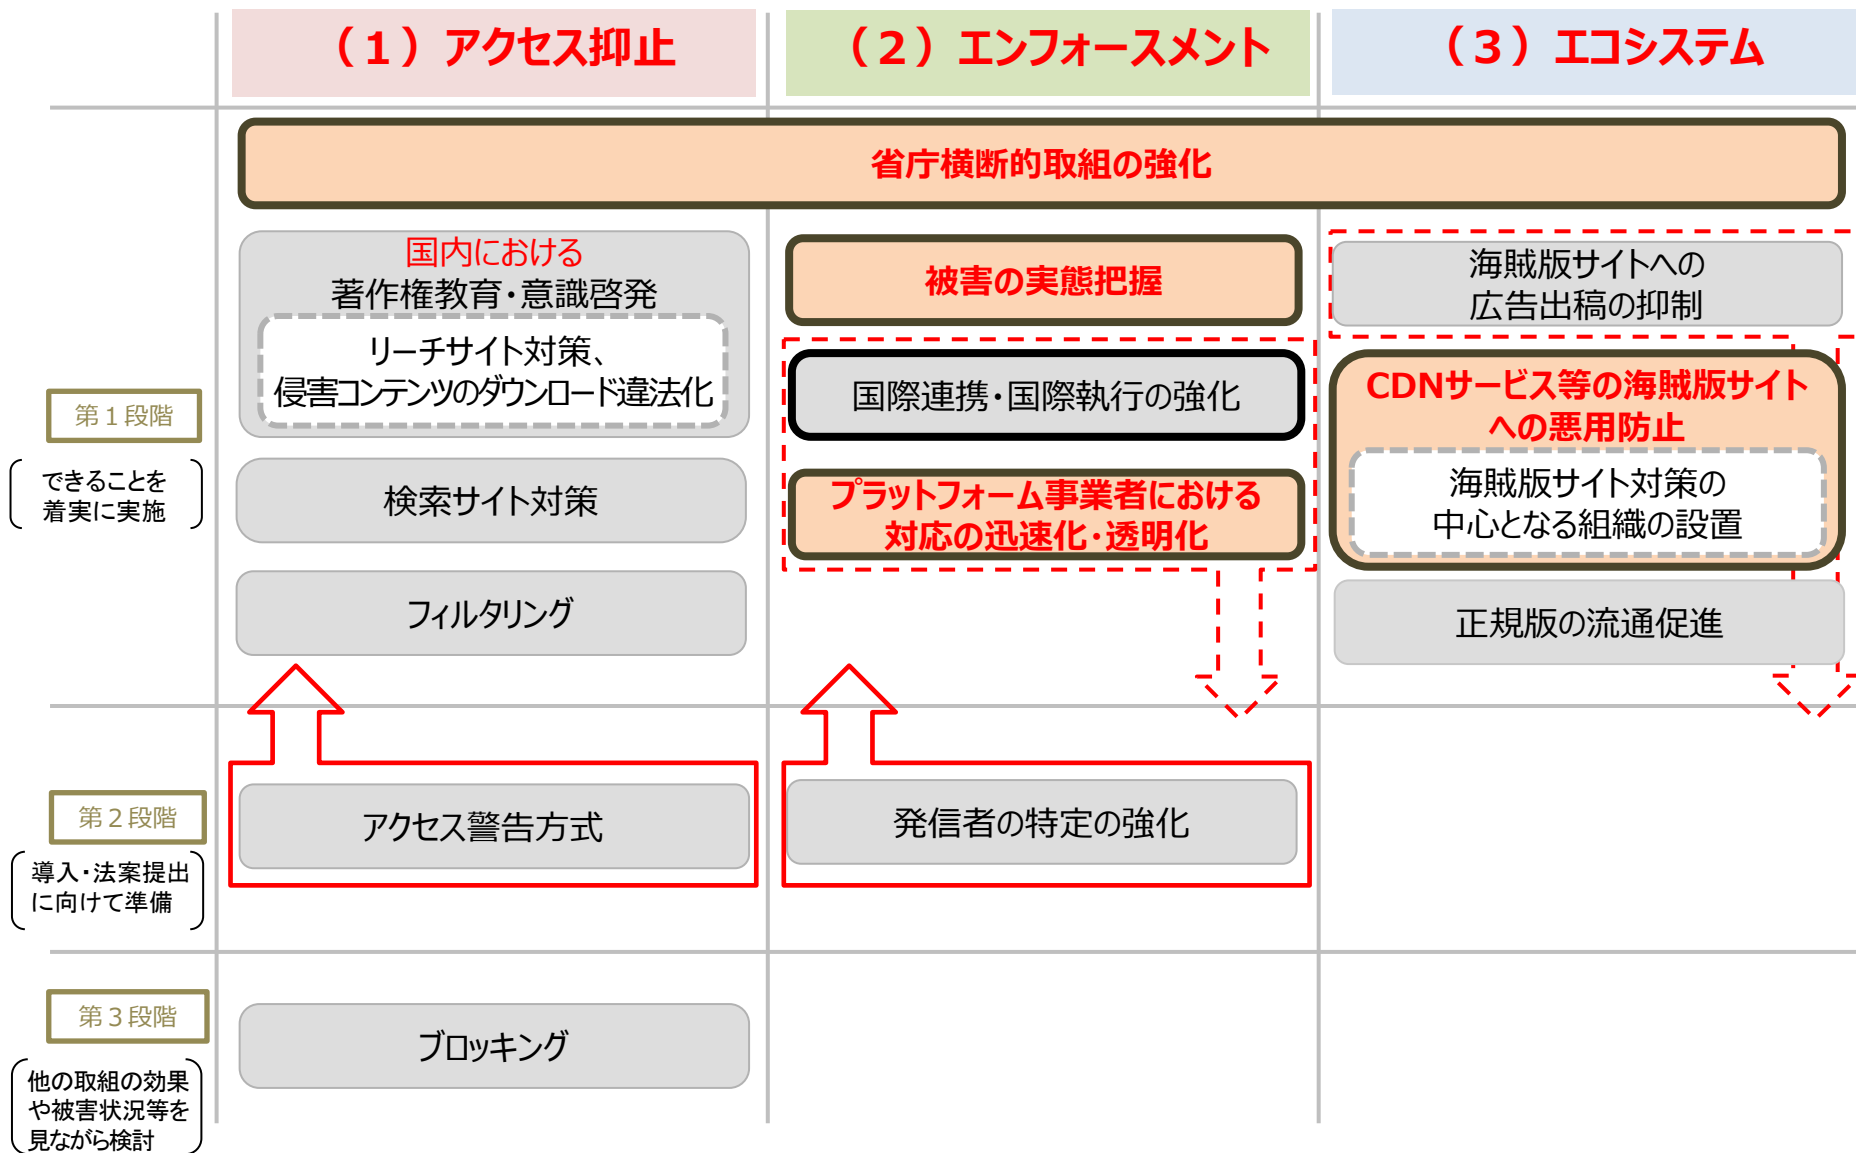 （１）アクセス抑止
（２）エンフォースメント
（３）エコシステム
省庁横断的取組の強化
第１段階
できることを
着実に実施
国内における
著作権教育・意識啓発
リーチサイト対策、
侵害コンテンツのダウンロード違法化
検索サイト対策
フィルタリング
被害の実態把握
国際連携・国際執行の強化
プラットフォーム事業者における
対応の迅速化・透明化
海賊版サイトへの
広告出稿の抑制
CDNサービス等の海賊版サイト
への悪用防止
海賊版サイト対策の
中心となる組織の設置
正規版の流通促進
第２段階
導入・法案提出
に向けて準備
アクセス警告方式
発信者の特定の強化
第３段階
他の取組の効果
や被害状況等を
見ながら検討
ブロッキング